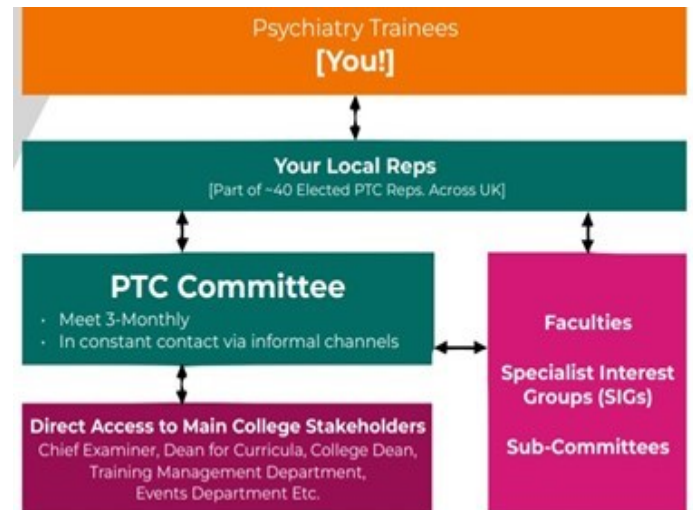 Psychiatry Trainees
[You!]
Your Local Reps
[Part of ~40 Elected PTC Reps. Across UK]
PTC Committee
• Meet 3-Monthly
• In constant contact via informal channels
Direct Access to Main College Stakeholders
Chief Examiner, Dean for Curricula, College Dean,
Training Management Department,
Events Department Etc.
Faculties
Specialist Interest
Groups (SIGs)
Sub-Committees